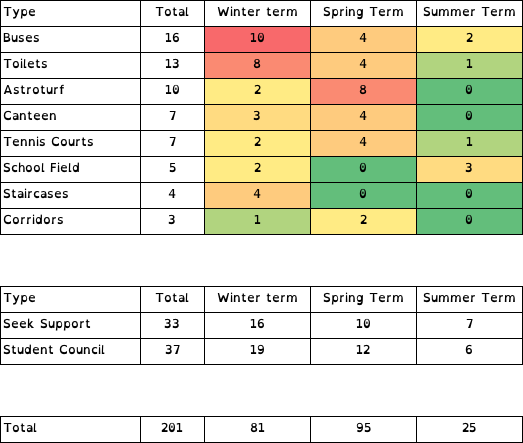 Type Total Winter term Spring Term Summer Term
Buses 16 10 4 2
Toilets 13 8 4 1
Astroturf 10 2 8 0
Canteen 7 3 4 0
Tennis Courts 7 2 4 1
School Field 5 2 0 3
Staircases 4 4 0 0
Corridors 3 1 2 0
Type Total Winter term Spring Term Summer Term
Seek Support 33 16 10 7
Student Council 37 19 12 6
Total 201 81 95 25